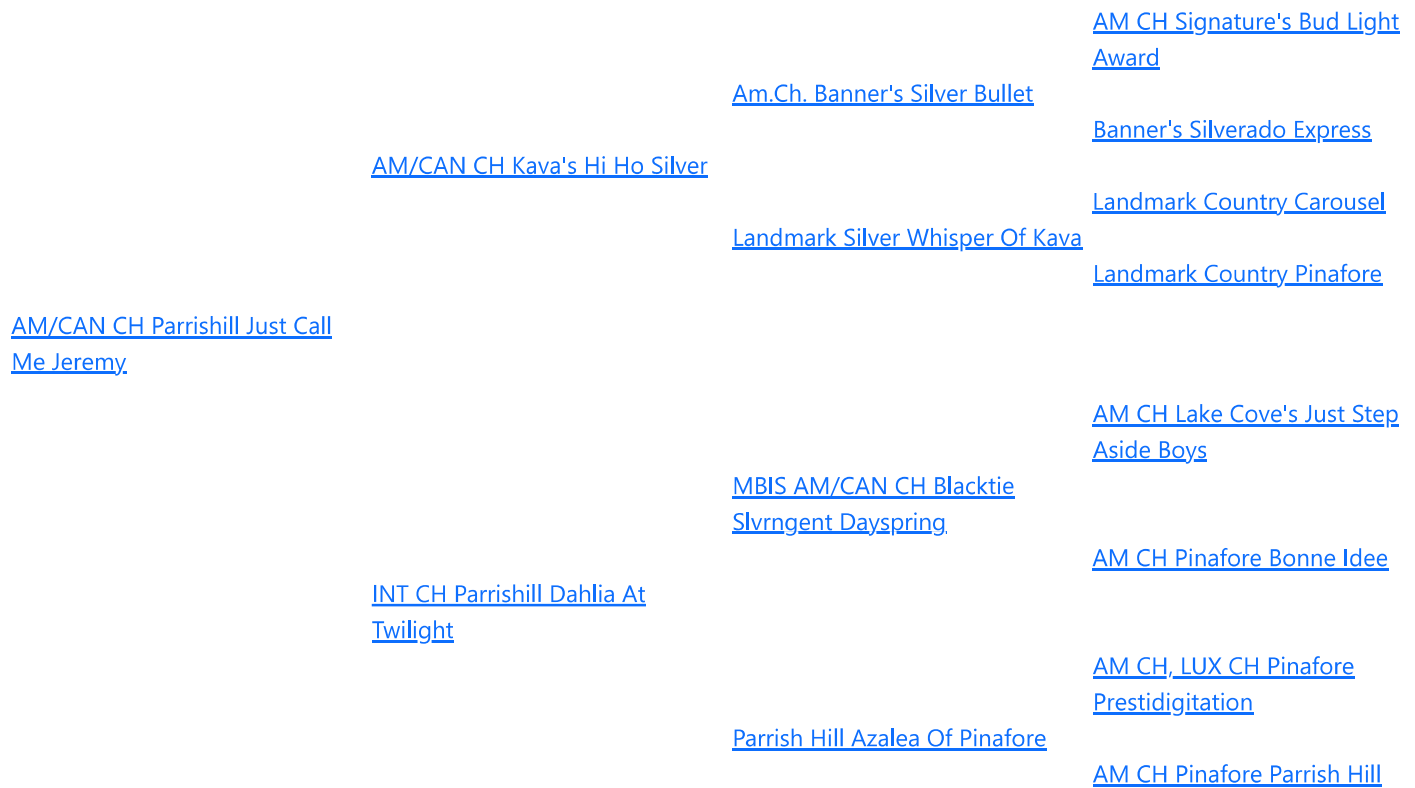 AM CH Signature's Bud Light
Award
Am.Ch. Banner's Silver Bullet
Banner's Silverado Express
AM/CAN CH Kava's Hi Ho Silver
Landmark Country Carousel
Landmark Silver Whisper Of Kava
Landmark Country Pinafore
AM/CAN CH Parrishill Just Call
Me Jeremy
AM CH Lake Cove's Just Step
Aside Boys
MBIS AM/CAN CH Blacktie
Slvrngent Dayspring
AM CH Pinafore Bonne Idee
INT CH Parrishill Dahlia At
Twilight
AM CH, LUX CH Pinafore
Prestidigitation
Parrish Hill Azalea Of Pinafore
AM CH Pinafore Parrish Hill